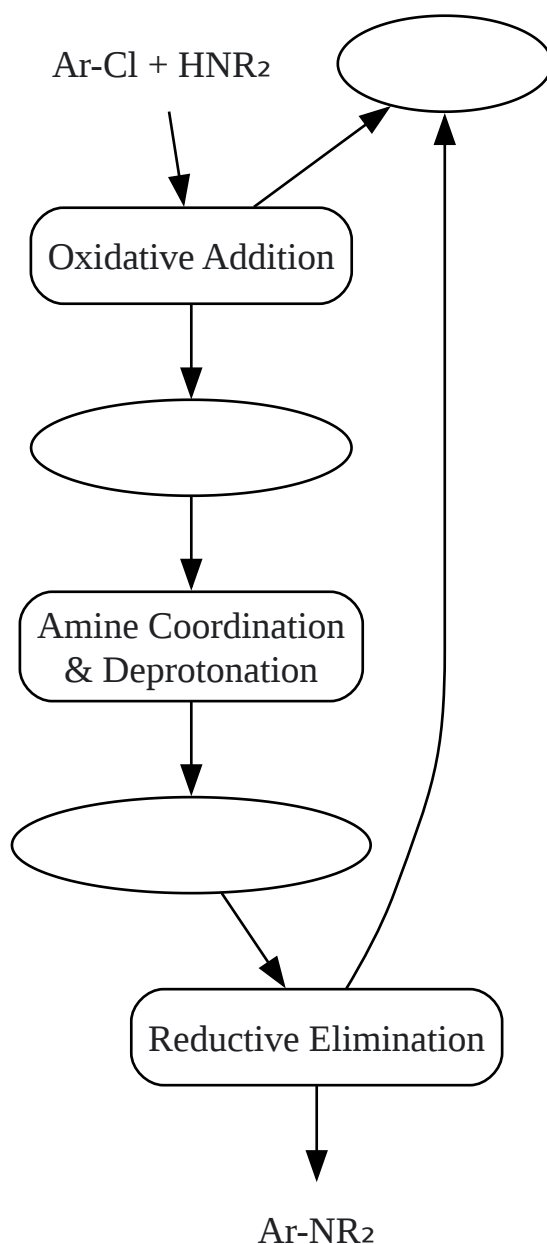 Ar-Cl + HNR₂
Oxidative Addition
Amine Coordination
& Deprotonation
Reductive Elimination
Ar-NR₂